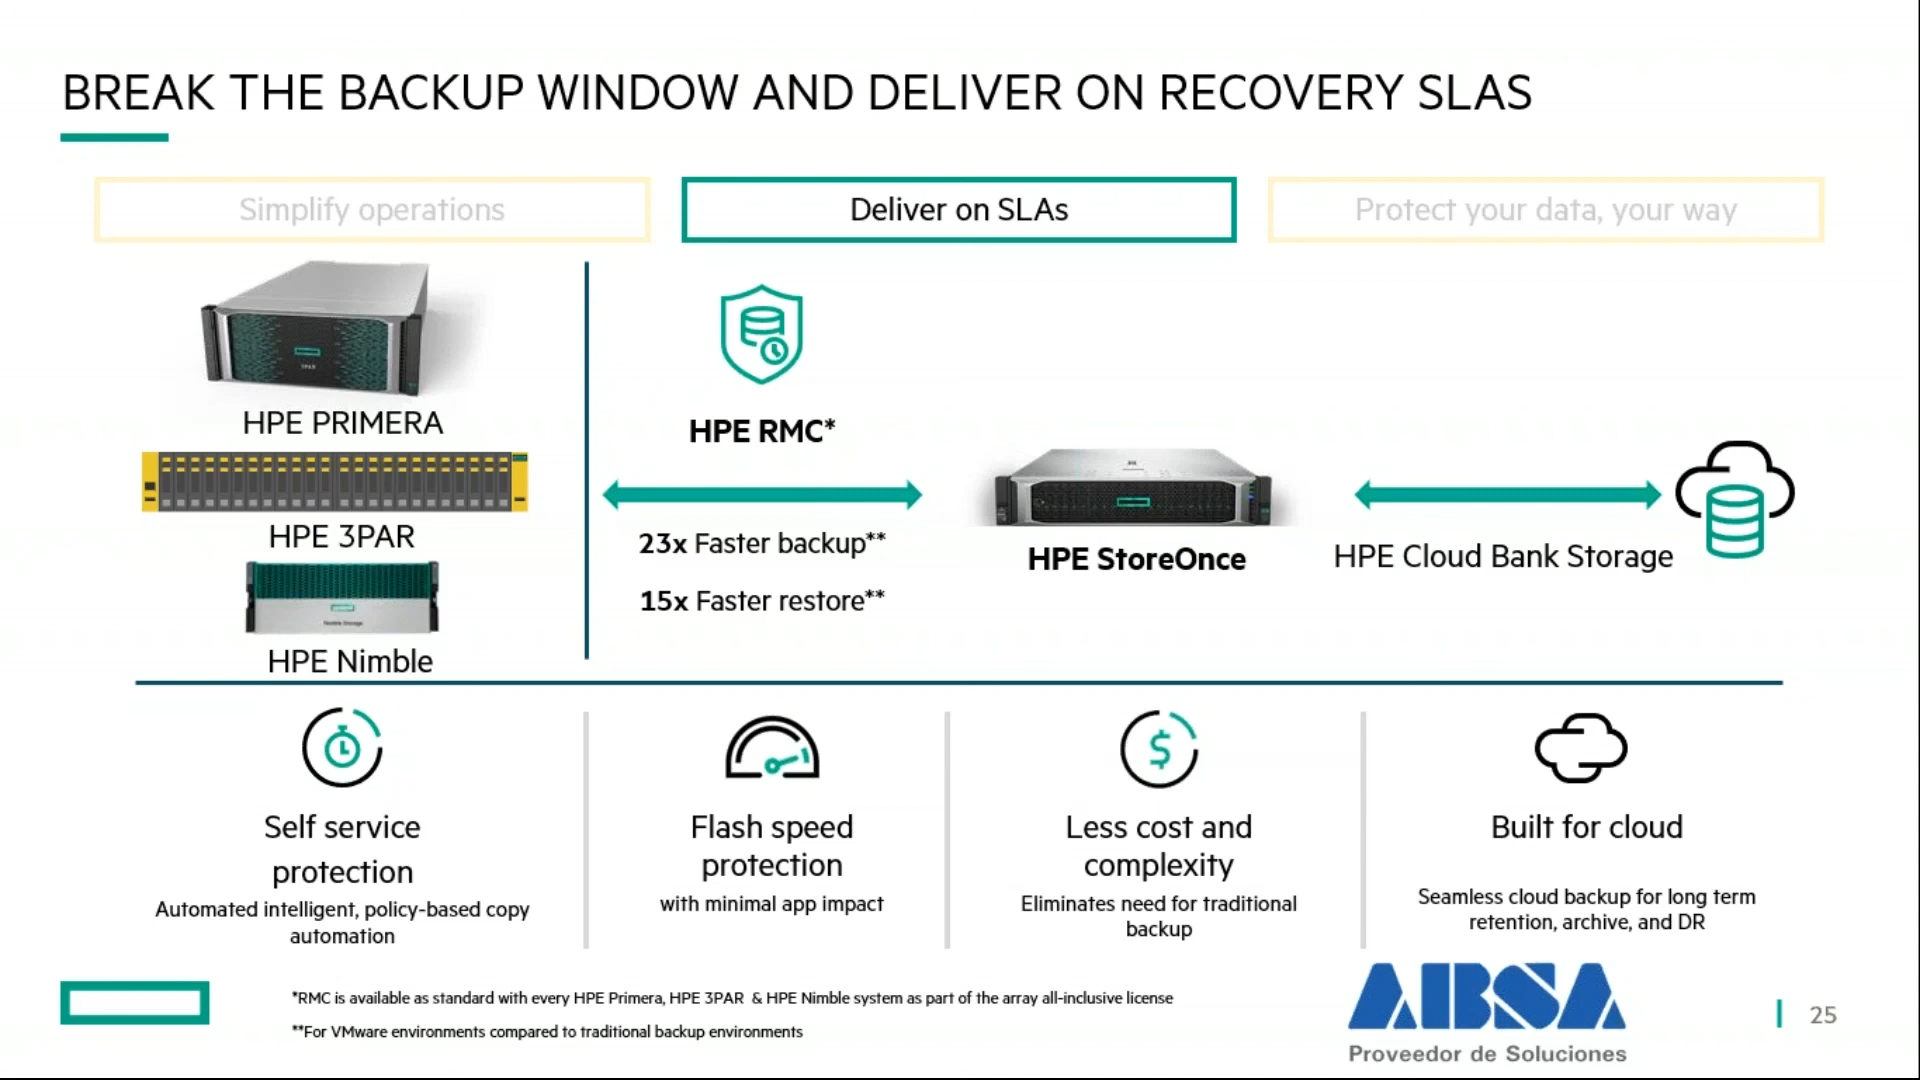 BREAK THE BACKUP WINDOW AND DELIVER ON RECOVERY SLAS
Simplify operations
Deliver on SLAs
Protect your data, your way
3PAR
HPE PRIMERA
HPE 3PAR
Nimble Storage
HPE Nimble
HPE RMC*
23x Faster backup**
15x Faster restore**
HPE StoreOnce
HPE Cloud Bank Storage
Self service
protection
Automated intelligent, policy-based copy
automation
Flash speed
protection
with minimal app impact
Less cost and
complexity
Eliminates need for traditional
backup
Built for cloud
Seamless cloud backup for long term
retention, archive, and DR
*RMC is available as standard with every HPE Primera, HPE 3PAR & HPE Nimble system as part of the array all-inclusive license
**For VMware environments compared to traditional backup environments
ABSA
Proveedor de Soluciones
25